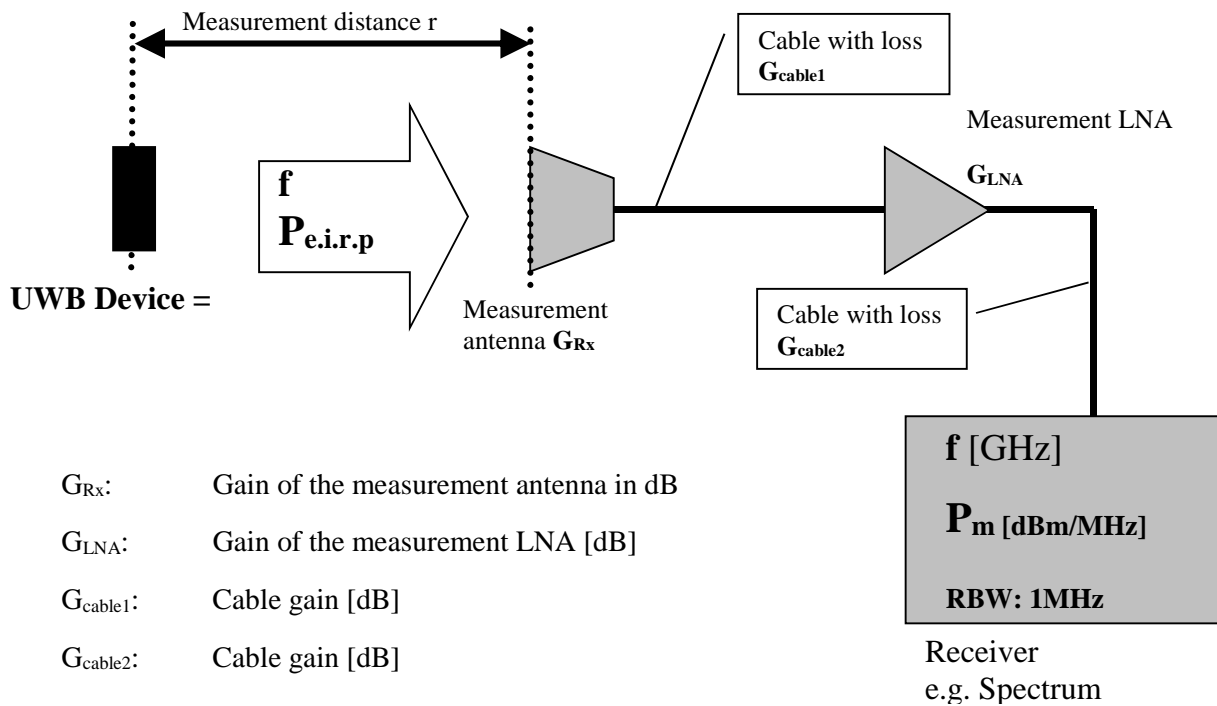 Measurement distance r
Cable with loss
Gcable1
Measurement LNA
GLNA
f
Pe.i.r.p
UWB Device =
Measurement
antenna GRx
Cable with loss
Gcable2
f [GHz]
Pm [dBm/MHz]
RBW: 1MHz
GRx: Gain of the measurement antenna in dB
GLNA: Gain of the measurement LNA [dB]
Gcable1: Cable gain [dB]
Gcable2: Cable gain [dB]
Receiver
e.g. Spectrum